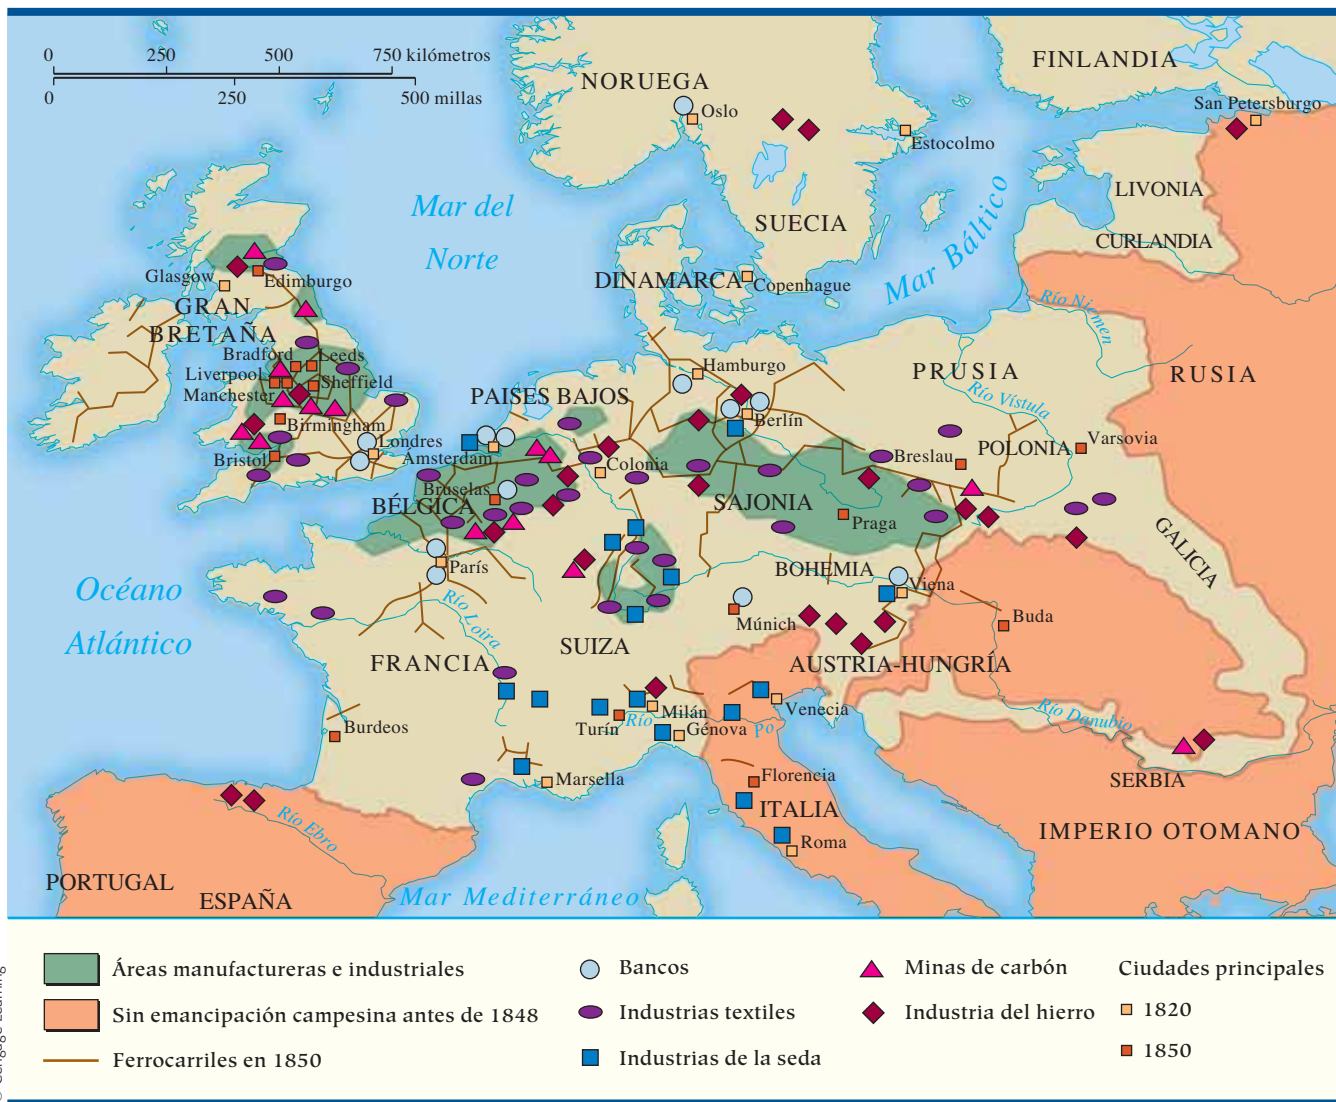 0 250 500 750 kilómetros
0 250 500 millas
NORUEGA
Oslo
FINLANDIA
San Petersburgo
Estocolmo
LIVONIA
SUECIA
CURLANDIA
Mar del
Norte
Mar Báltico
DINAMARCA
Copenhague
Glasgow
Edimburgo
GRAN
BRETAÑA
Río Niemen
Bradford
Leeds
Liverpool
Sheffield
Manchester
Birmingham
Bristol
Londres
Hamburgo
PRUSIA
RUSIA
PAISES BAJOS
Río Vístula
Berlín
Amsterdam
Colonia
Breslau
POLONIA
Varsovia
Bruselas
BÉLGICA
SAJONIA
Praga
GALICIA
París
BOHEMIA
Viena
Océano
Atlántico
Río Loira
Múnich
Buda
SUIZA
FRANCIA
AUSTRIA-HUNGRÍA
Burdeos
Turín
Río
Milán
Génova
Po
Venecia
Río Danubio
Marsella
Florencia
SERBIA
ITALIA
Río Ebro
Roma
IMPERIO OTOMANO
PORTUGAL
ESPAÑA
Mar Mediterráneo
Áreas manufactureras e industriales
Sin emancipación campesina antes de 1848
Ferrocarriles en 1850
Bancos
Industrias textiles
Industrias de la seda
Minas de carbón
Industria del hierro
Ciudades principales
1820
1850
© Cengage Learning